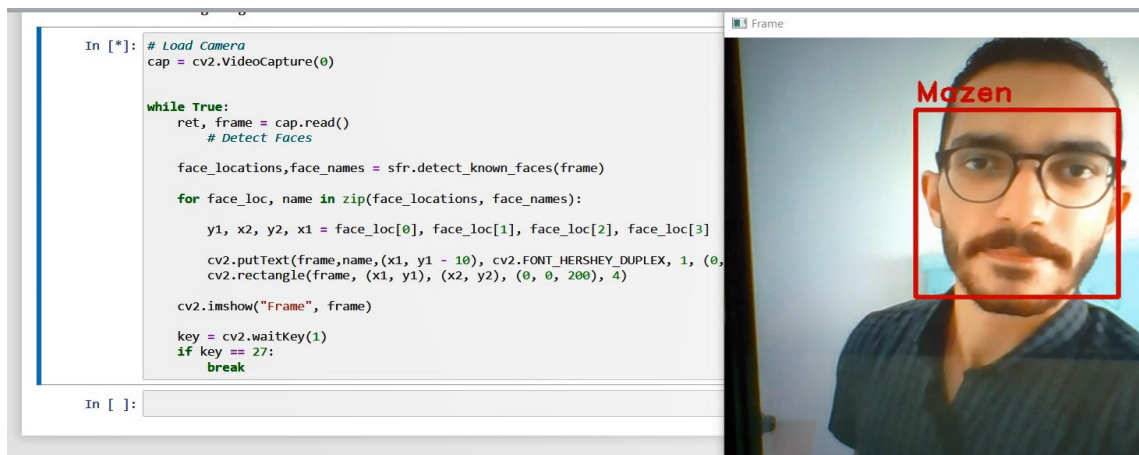 In [*]: # Load Camera
cap = cv2.VideoCapture(0)
while True:
ret, frame = cap.read()
# Detect Faces
face_locations,face_names = sfr.detect_known_faces(frame)
for face_loc, name in zip(face_locations, face_names):
y1, x2, y2, x1 = face_loc[0], face_loc[1], face_loc[2], face_loc[3]
cv2.putText(frame,name,(x1, y1 - 10), cv2.FONT_HERSHEY_DUPLEX, 1, (0,
cv2.rectangle(frame, (x1, y1), (x2, y2), (0, 0, 200), 4)
cv2.imshow("Frame", frame)
key = cv2.waitKey(1)
if key == 27:
break
In [ ]:
Frame
Mazen